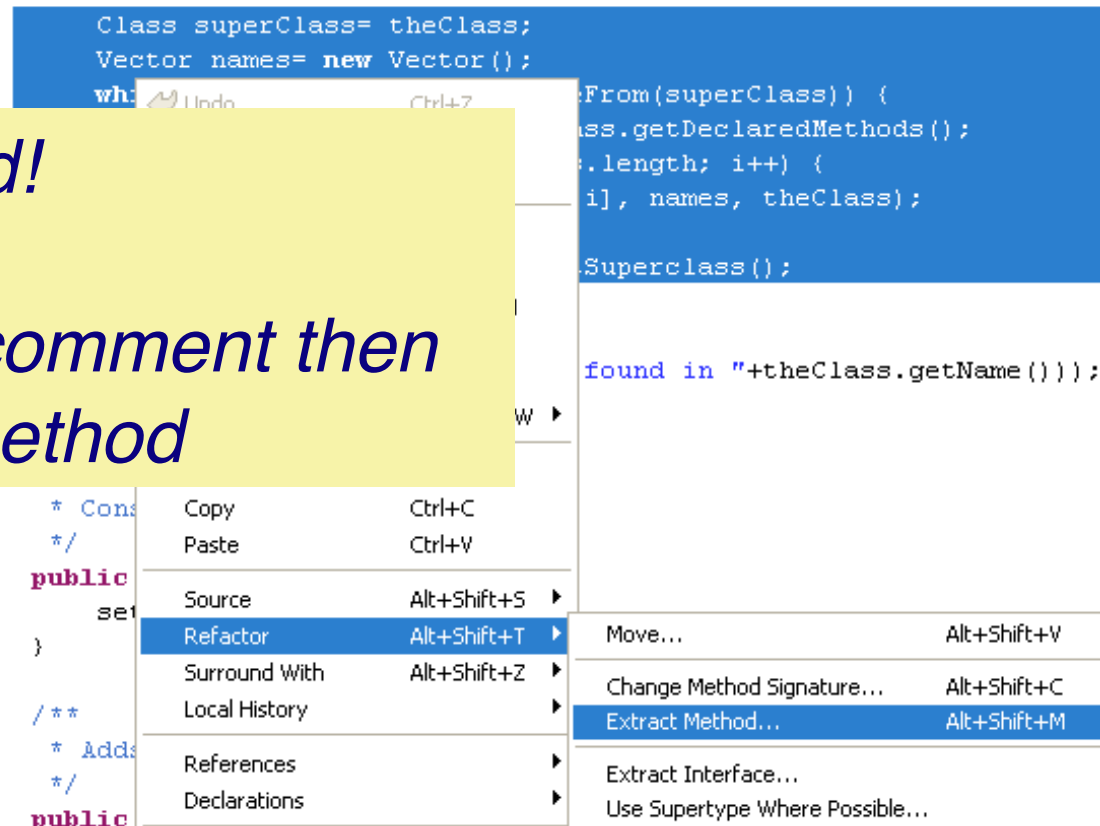 Class superClass= theClass;
Vector names= new Vector();
whi
From(superClass)) {
ss.getDeclaredMethods();
.length; i++) {
i], names, theClass);
Superclass();
found in "+theClass.getName()));
Undo Ctrl+Z
d!
comment then
ethod
W
* Cons
*/
public
set
}
/**
* Adds
*/
public
Copy Ctrl+C
Paste Ctrl+V
Source Alt+Shift+S
Refactor Alt+Shift+T
Surround With Alt+Shift+Z
Local History
References
Declarations
Move... Alt+Shift+V
Change Method Signature... Alt+Shift+C
Extract Method... Alt+Shift+M
Extract Interface...
Use Supertype Where Possible...